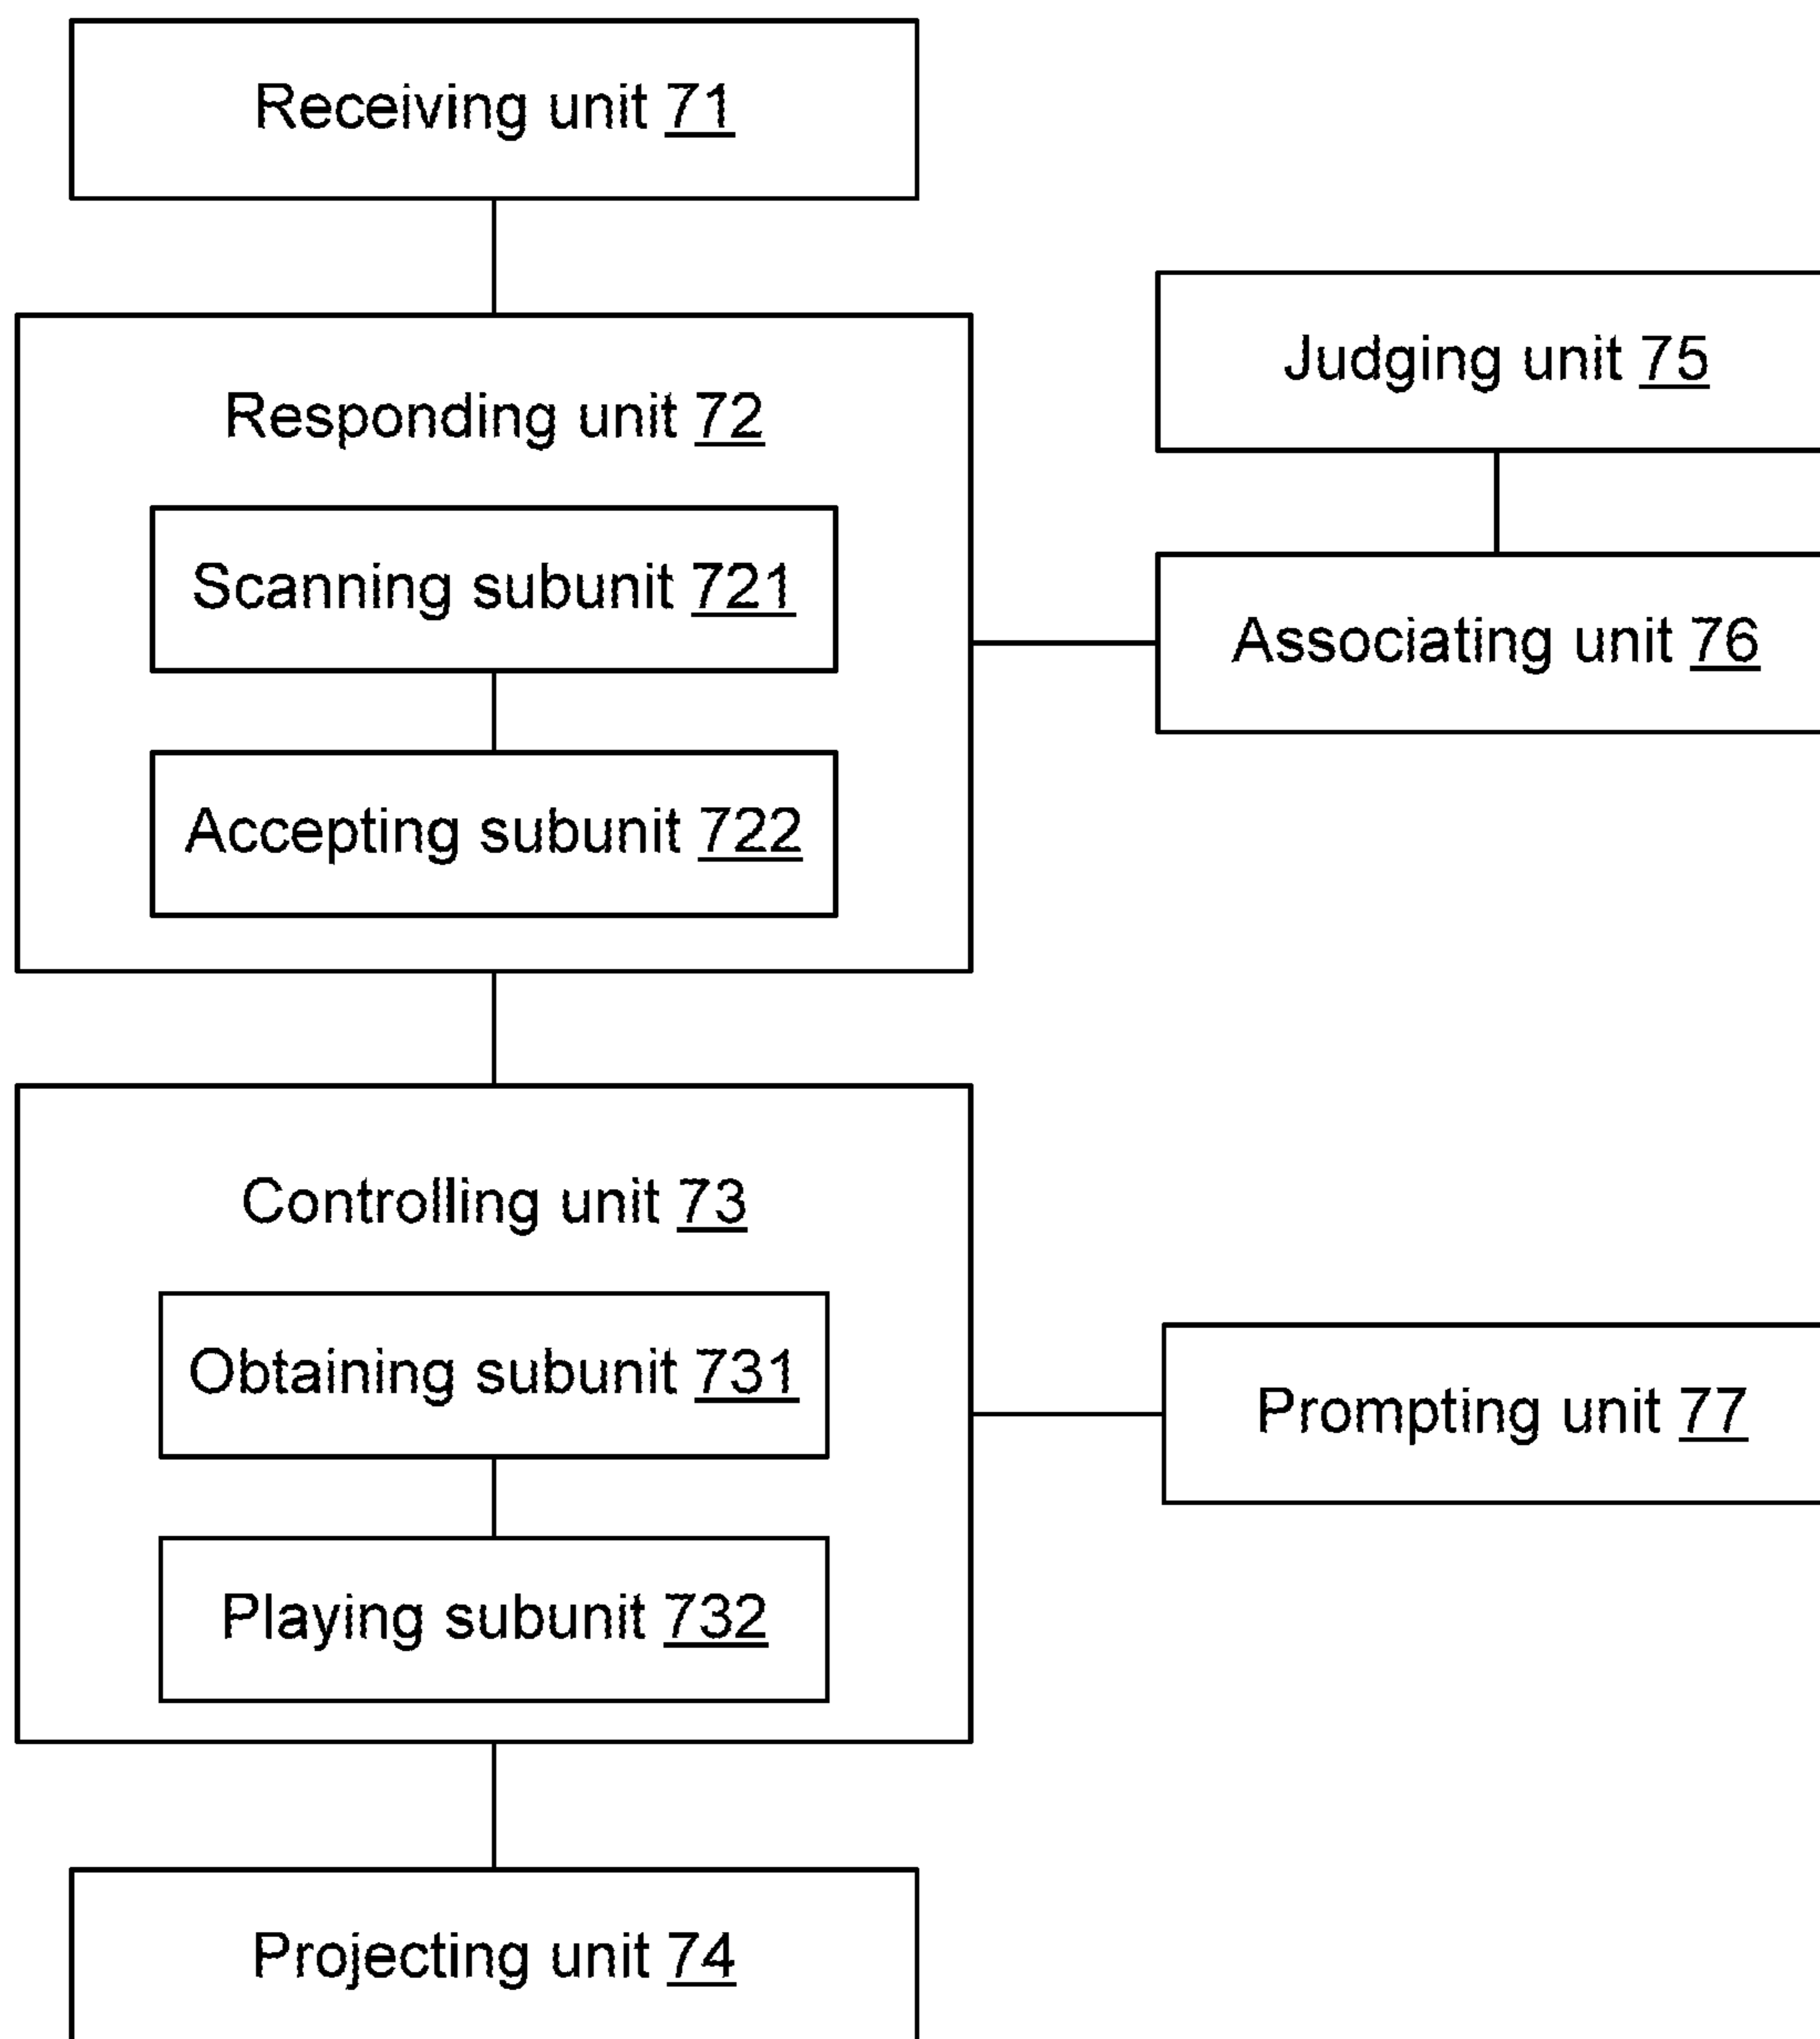 Receiving unit 71
Responding unit 72
Scanning subunit 721
Accepting subunit 722
Judging unit 75
Associating unit 76
Controlling unit 73
Obtaining subunit 731
Playing subunit 732
Prompting unit 77
Projecting unit 74